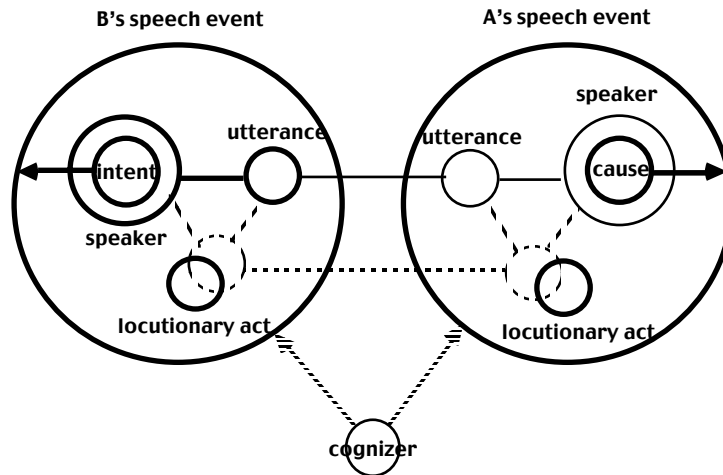 B's speech event
A's speech event
speaker
utterance
utterance
intent
cause
speaker
locutionary act
locutionary act
cognizer